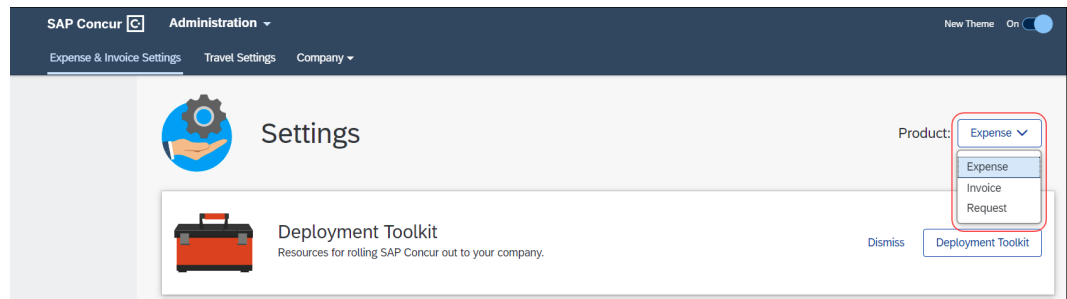 SAP Concur C Administration New Theme On
Expense & Invoice Settings Travel Settings Company
Settings
Product: Expense
Expense
Invoice
Request
Deployment Toolkit
Resources for rolling SAP Concur out to your company.
Dismiss Deployment Toolkit